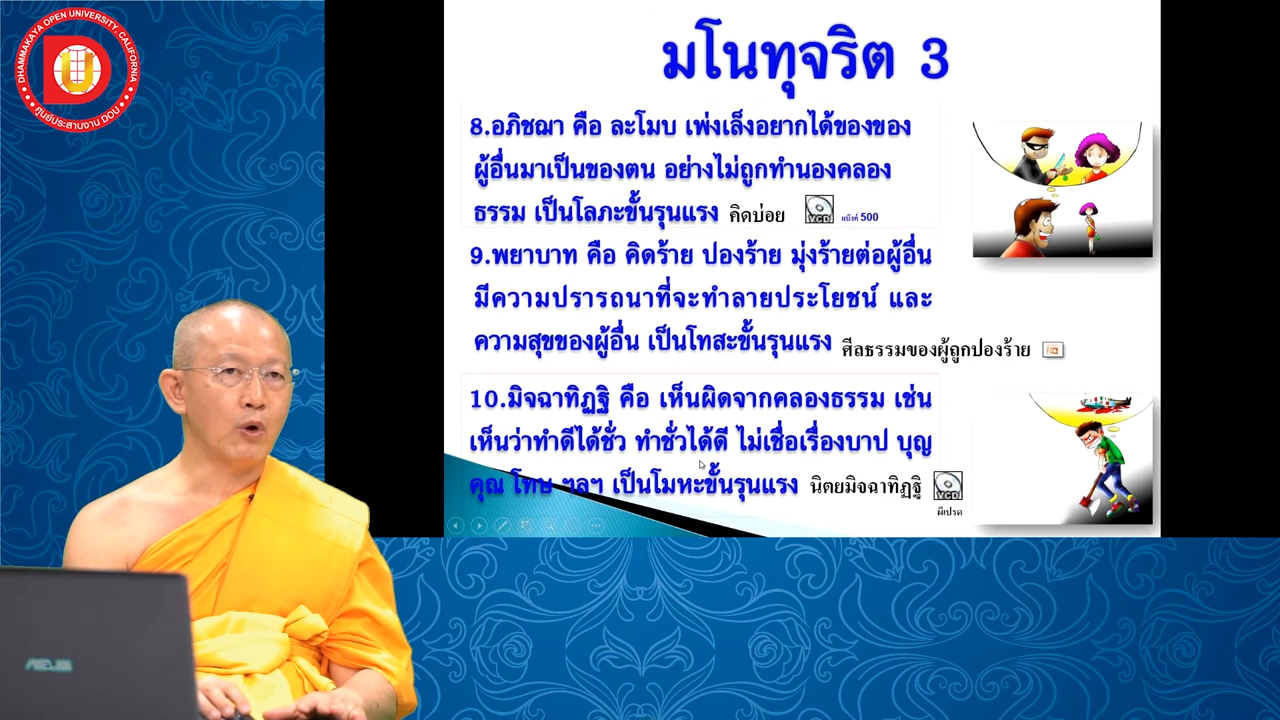 DHAMMAKAYA OPEN UNIVERSITY, CALIFORNIA
DU
ศูนย์ประสานงาน DOU
มโนทุจริต 3
8.อภิชฌา คือ ละโมบ เพ่งเล็งอยากได้ของของ
ผู้อื่นมาเป็นของตน อย่างไม่ถูกทำนองคลอง
ธรรม เป็นโลภะขั้นรุนแรง คิดบ่อย VCD แบ๊งค์ 500
9.พยาบาท คือ คิดร้าย ปองร้าย มุ่งร้ายต่อผู้อื่น
มีความปรารถนาที่จะทำลายประโยชน์ และ
ความสุขของผู้อื่น เป็นโทสะขั้นรุนแรง ศีลธรรมของผู้ถูกปองร้าย
10.มิจฉาทิฏฐิ คือ เห็นผิดจากคลองธรรม เช่น
เห็นว่าทำดีได้ชั่ว ทำชั่วได้ดี ไม่เชื่อเรื่องบาป บุญ
คุณ โทษ ฯลฯ เป็นโมหะขั้นรุนแรง นิตยมิจฉาทิฏฐิ VCD
มีเปรต
ASUS